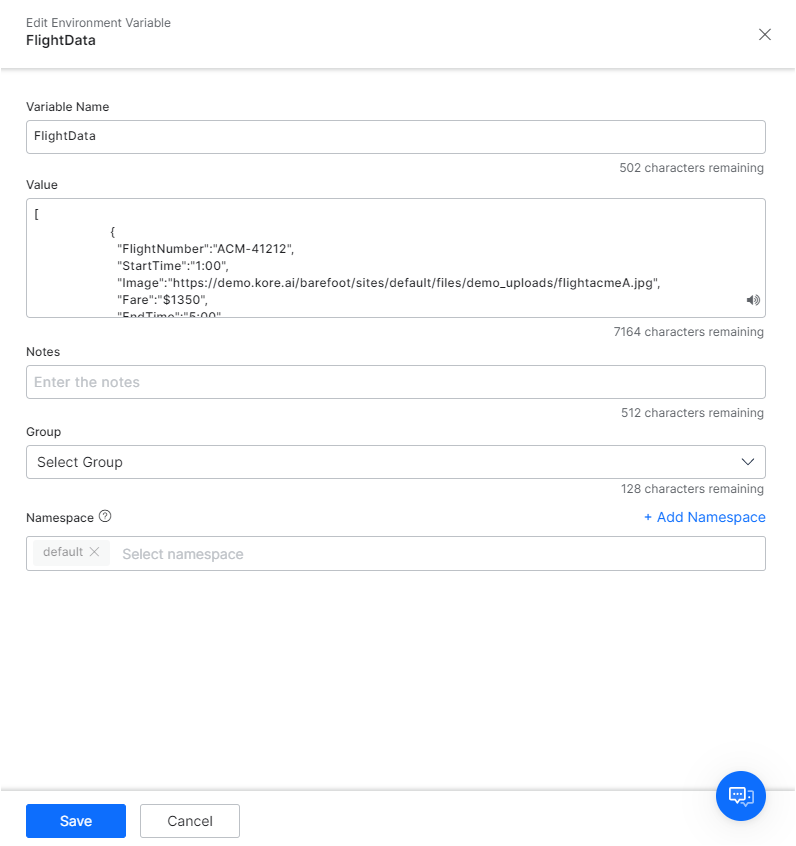 Edit Environment Variable
FlightData
Variable Name
FlightData
502 characters remaining
Value
[
{
"FlightNumber":"ACM-41212",
"StartTime":"1:00",
"Image":"https://demo.kore.ai/barefoot/sites/default/files/demo_uploads/flightacmeA.jpg",
"Fare":"$1350",
"EndTime":"5:00"
7164 characters remaining
Notes
Enter the notes
512 characters remaining
Group
Select Group
128 characters remaining
Namespace
+ Add Namespace
default Select namespace
Save Cancel